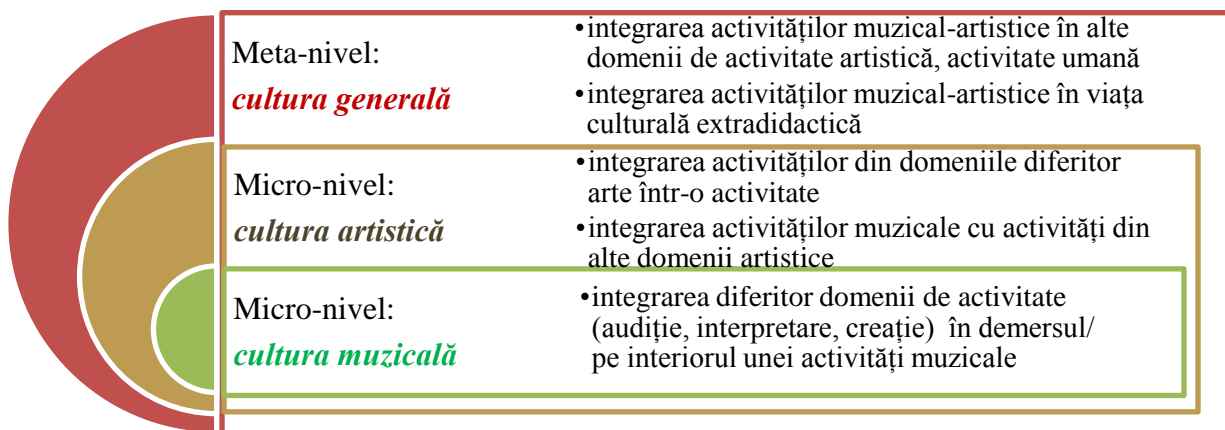 Meta-nivel:
cultura generală
•integrarea activităților muzical-artistice în alte
domenii de activitate artistică, activitate umană
•integrarea activităților muzical-artistice în viața
culturală extradidactică
Micro-nivel:
cultura artistică
•integrarea activităților din domeniile diferitor
arte într-o activitate
•integrarea activităților muzicale cu activități din
alte domenii artistice
Micro-nivel:
cultura muzicală
•integrarea diferitor domenii de activitate
(audiție, interpretare, creație) în demersul/
pe interiorul unei activități muzicale